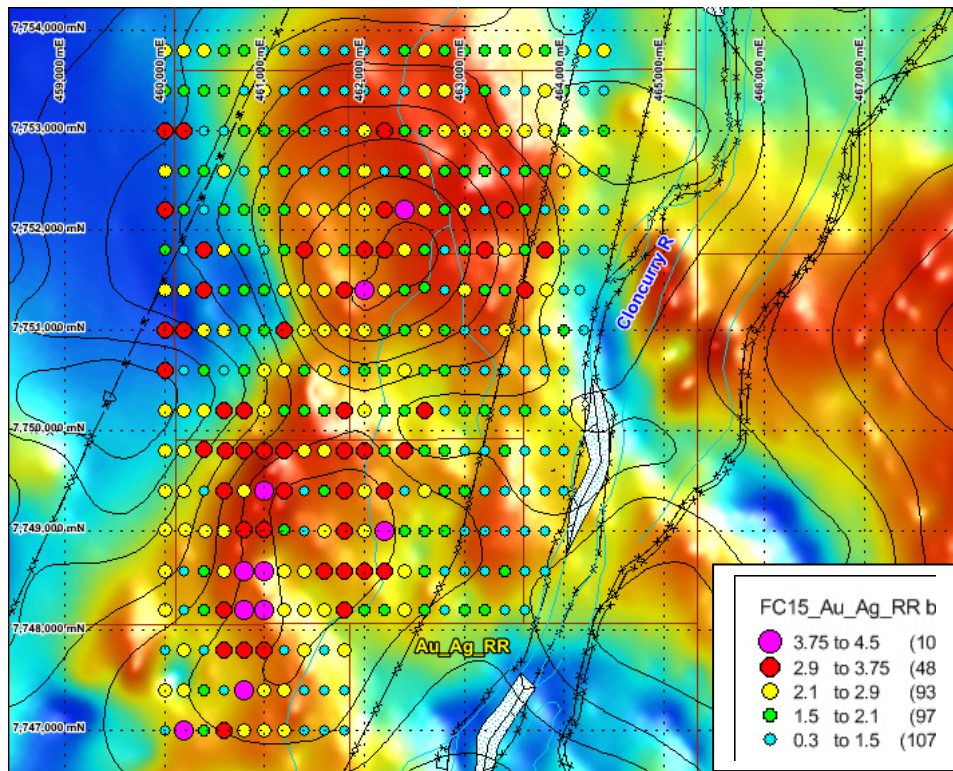 7,754,000 mN
459,000 mE
460,000 mE
461,000 mE
462,000 mE
463,000 mE
464,000 mE
465,000 mE
466,000 mE
467,000 mE
7,753,000 mN
7,752,000 mN
7,751,000 mN
7,750,000 mN
7,749,000 mN
7,748,000 mN
7,747,000 mN
Cloncurry R
Au_Ag_RR
FC15_Au_Ag_RR b
3.75 to 4.5 (10
2.9 to 3.75 (48
2.1 to 2.9 (93
1.5 to 2.1 (97
0.3 to 1.5 (107